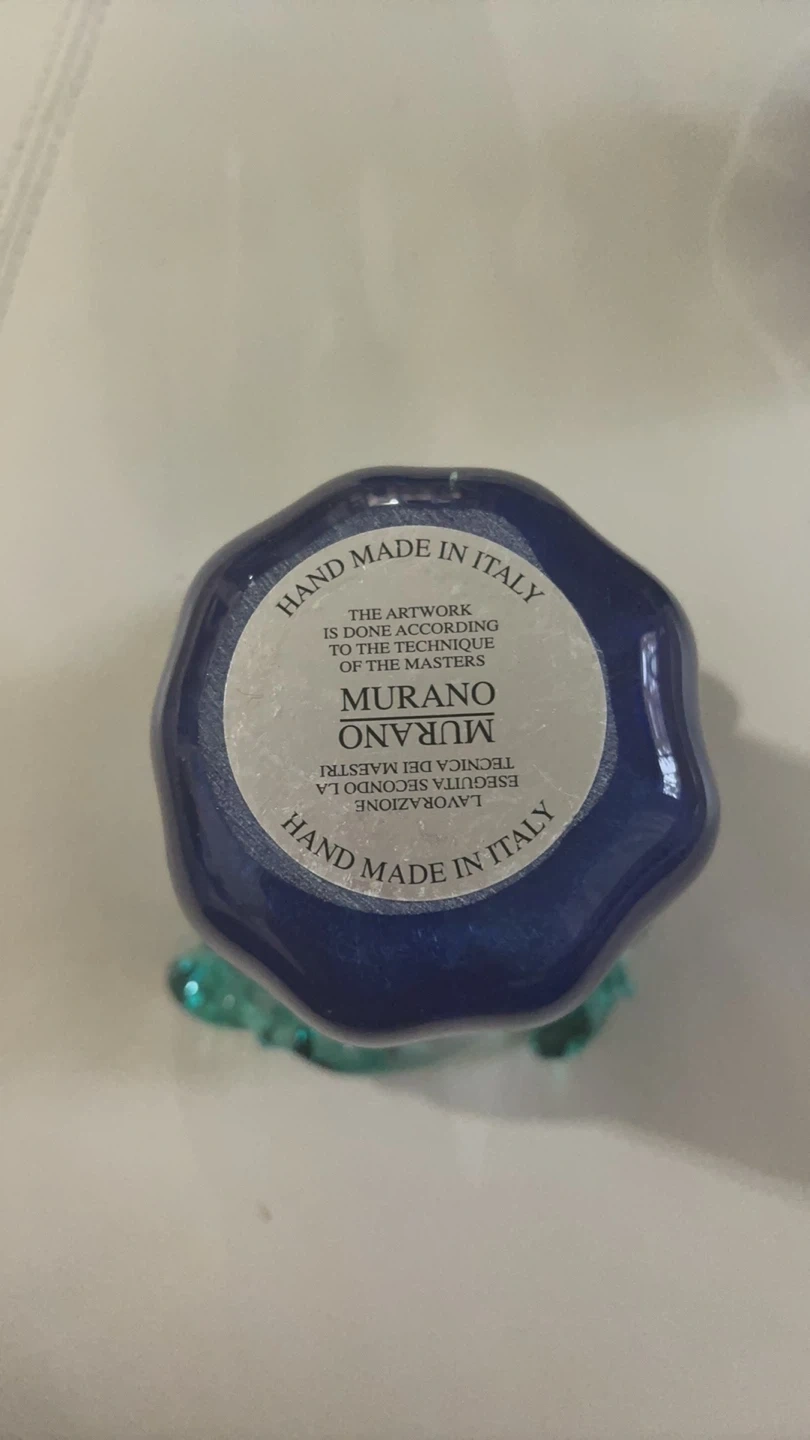 HAND MADE IN ITALY
THE ARTWORK
IS DONE ACCORDING
TO THE TECHNIQUE
OF THE MASTERS
MURANO
MURANO
LAVORAZIONE
ESEGUITA SECONDO LA
TECNICA DEI MAESTRI
HAND MADE IN ITALY